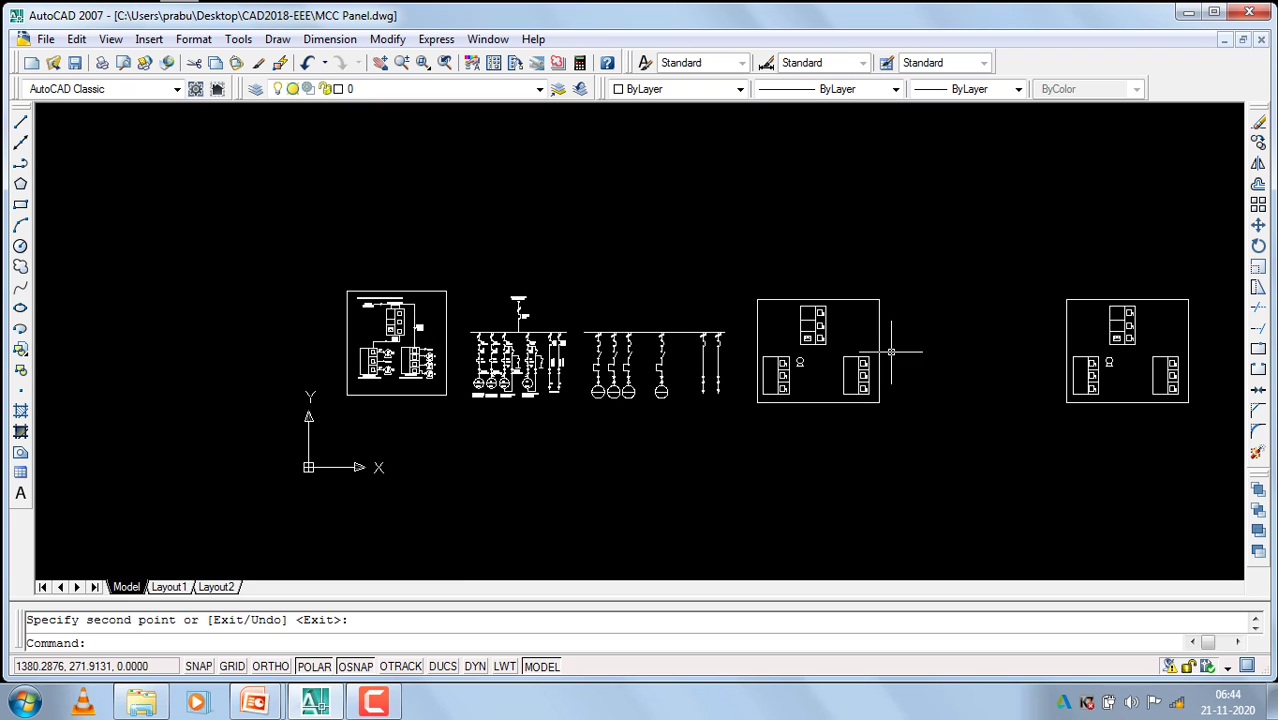 AutoCAD 2007 - [C:\Users\prabu\Desktop\CAD2018-EEE\MCC Panel.dwg]
File Edit View Insert Format Tools Draw Dimension Modify Express Window Help
Standard Standard Standard
AutoCAD Classic 0 ByLayer ByLayer ByLayer ByColor
Y
X
A
Model Layout1 Layout2
Specify second point or [Exit/Undo] <Exit>:
Command:
1380.2876, 271.9131, 0.0000 SNAP GRID ORTHO POLAR OSNAP OTRACK DUCS DYN LWT MODEL
06:44
21-11-2020